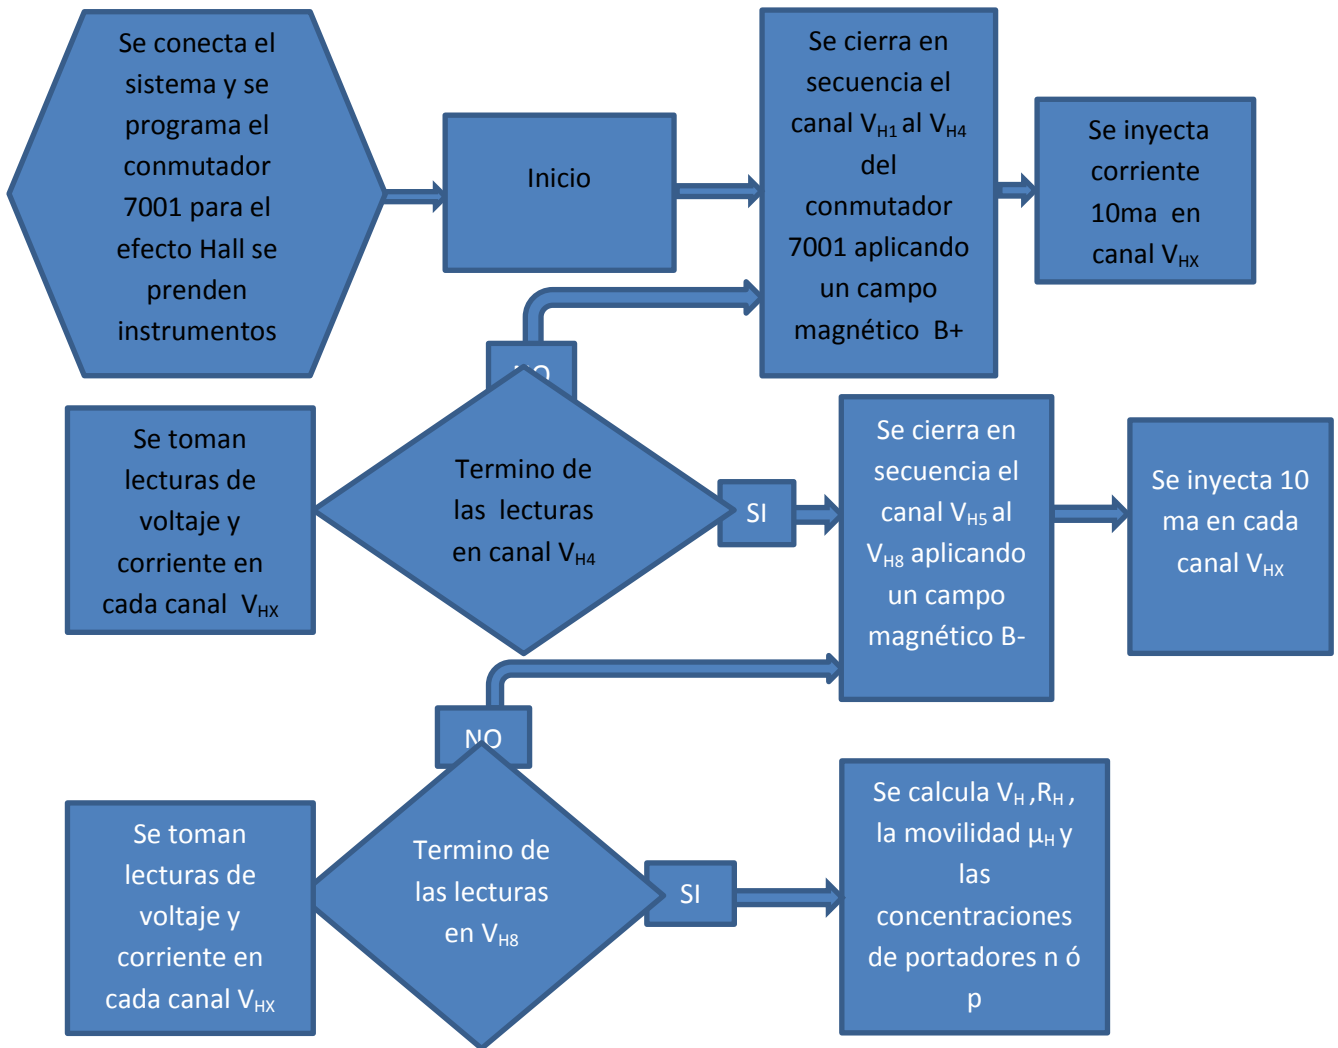 Se conecta el
sistema y se
programa el
conmutador
7001 para el
efecto Hall se
prenden
instrumentos
Inicio
Se cierra en
secuencia el
canal VH1 al VH4
del
conmutador
7001 aplicando
un campo
magnético B+
Se inyecta
corriente
10ma en
canal VHX
NO
Se toman
lecturas de
voltaje y
corriente en
cada canal VHX
Termino de
las lecturas
en canal VH4
SI
Se cierra en
secuencia el
canal VH5 al
VH8 aplicando
un campo
magnético B-
Se inyecta 10
ma en cada
canal VHX
NO
Se toman
lecturas de
voltaje y
corriente en
cada canal VHX
Termino de
las lecturas
en VH8
SI
Se calcula VH ,RH ,
la movilidad µH y
las
concentraciones
de portadores n ó
p